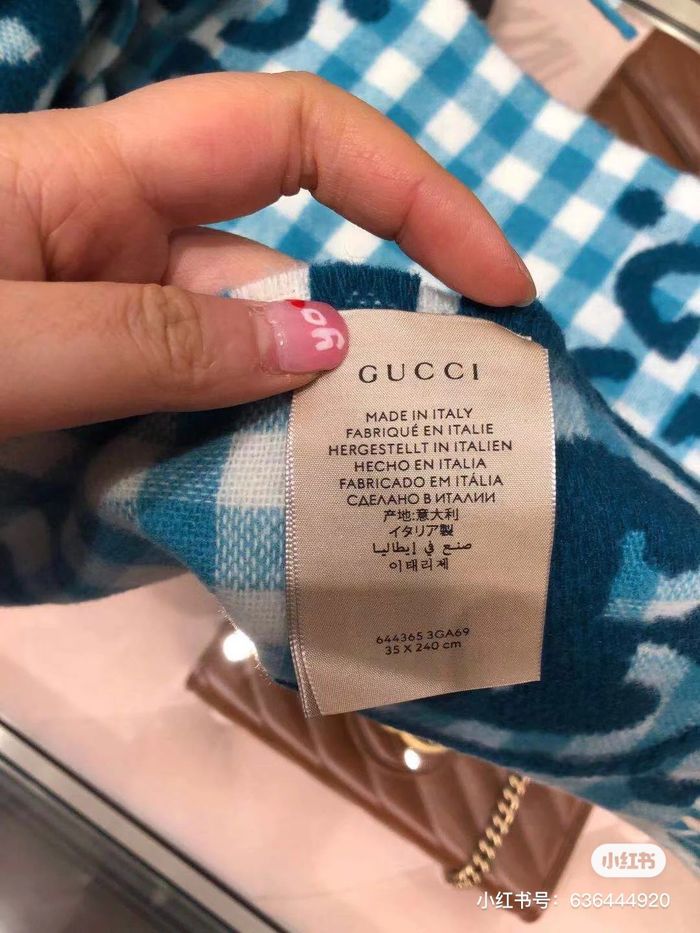 yo
GUCCI
MADE IN ITALY
FABRIQUÉ EN ITALIE
HERGESTELLT IN ITALIEN
HECHO EN ITALIA
FABRICADO EM ITÁLIA
СДЕЛАНО В ИТАЛИИ
产地:意大利
イタリア製
صنع في إيطاليا
이태리제
644365 3GA69
35 X 240 cm
小红书
小红书号：636444920